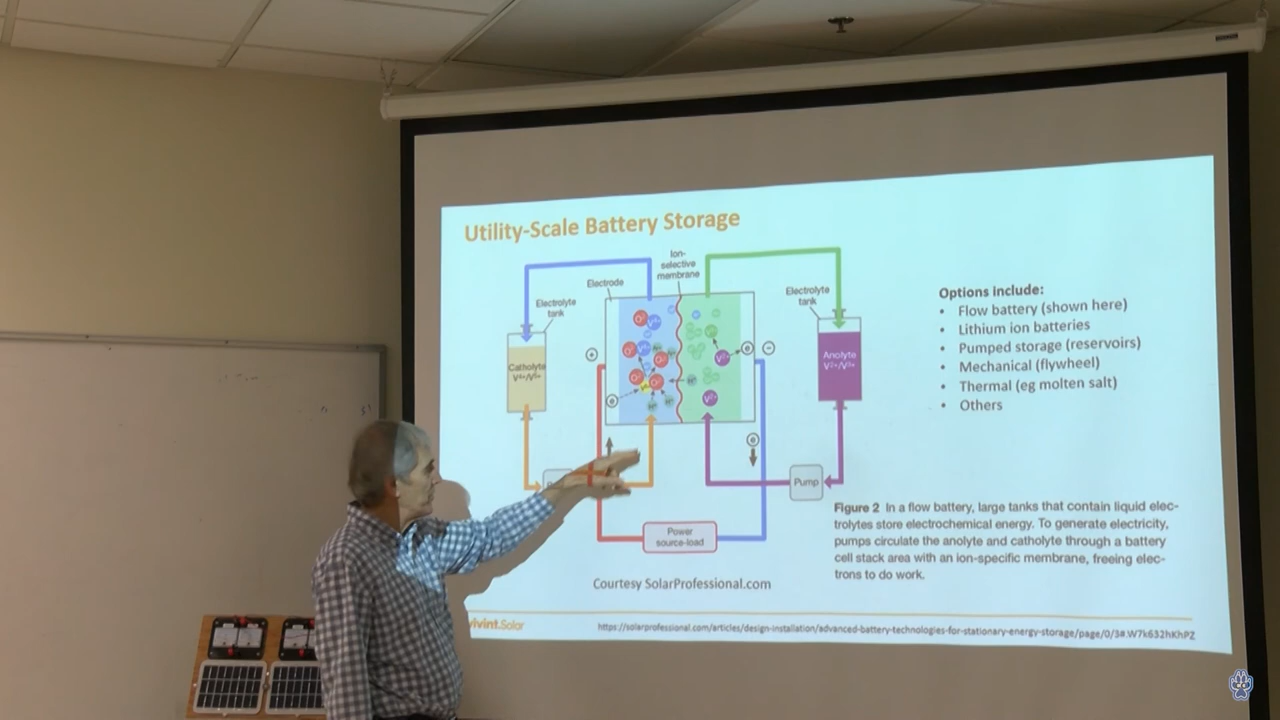 Utility-Scale Battery Storage
Ion-
selective
membrane
Electrode
Electrolyte
tank
Electrolyte
tank
Catholyte
V⁴⁺/V⁵⁺
Anolyte
V²⁺/V³⁺
Pump
Power
source-load
Options include:
• Flow battery (shown here)
• Lithium ion batteries
• Pumped storage (reservoirs)
• Mechanical (flywheel)
• Thermal (eg molten salt)
• Others
Figure 2 In a flow battery, large tanks that contain liquid elec-
trolytes store electrochemical energy. To generate electricity,
pumps circulate the anolyte and catholyte through a battery
cell stack area with an ion-specific membrane, freeing elec-
trons to do work.
Courtesy SolarProfessional.com
vivint.Solar
https://solarprofessional.com/articles/design-installation/advanced-battery-technologies-for-stationary-energy-storage/page/0/3#.W7k632hKhPZ